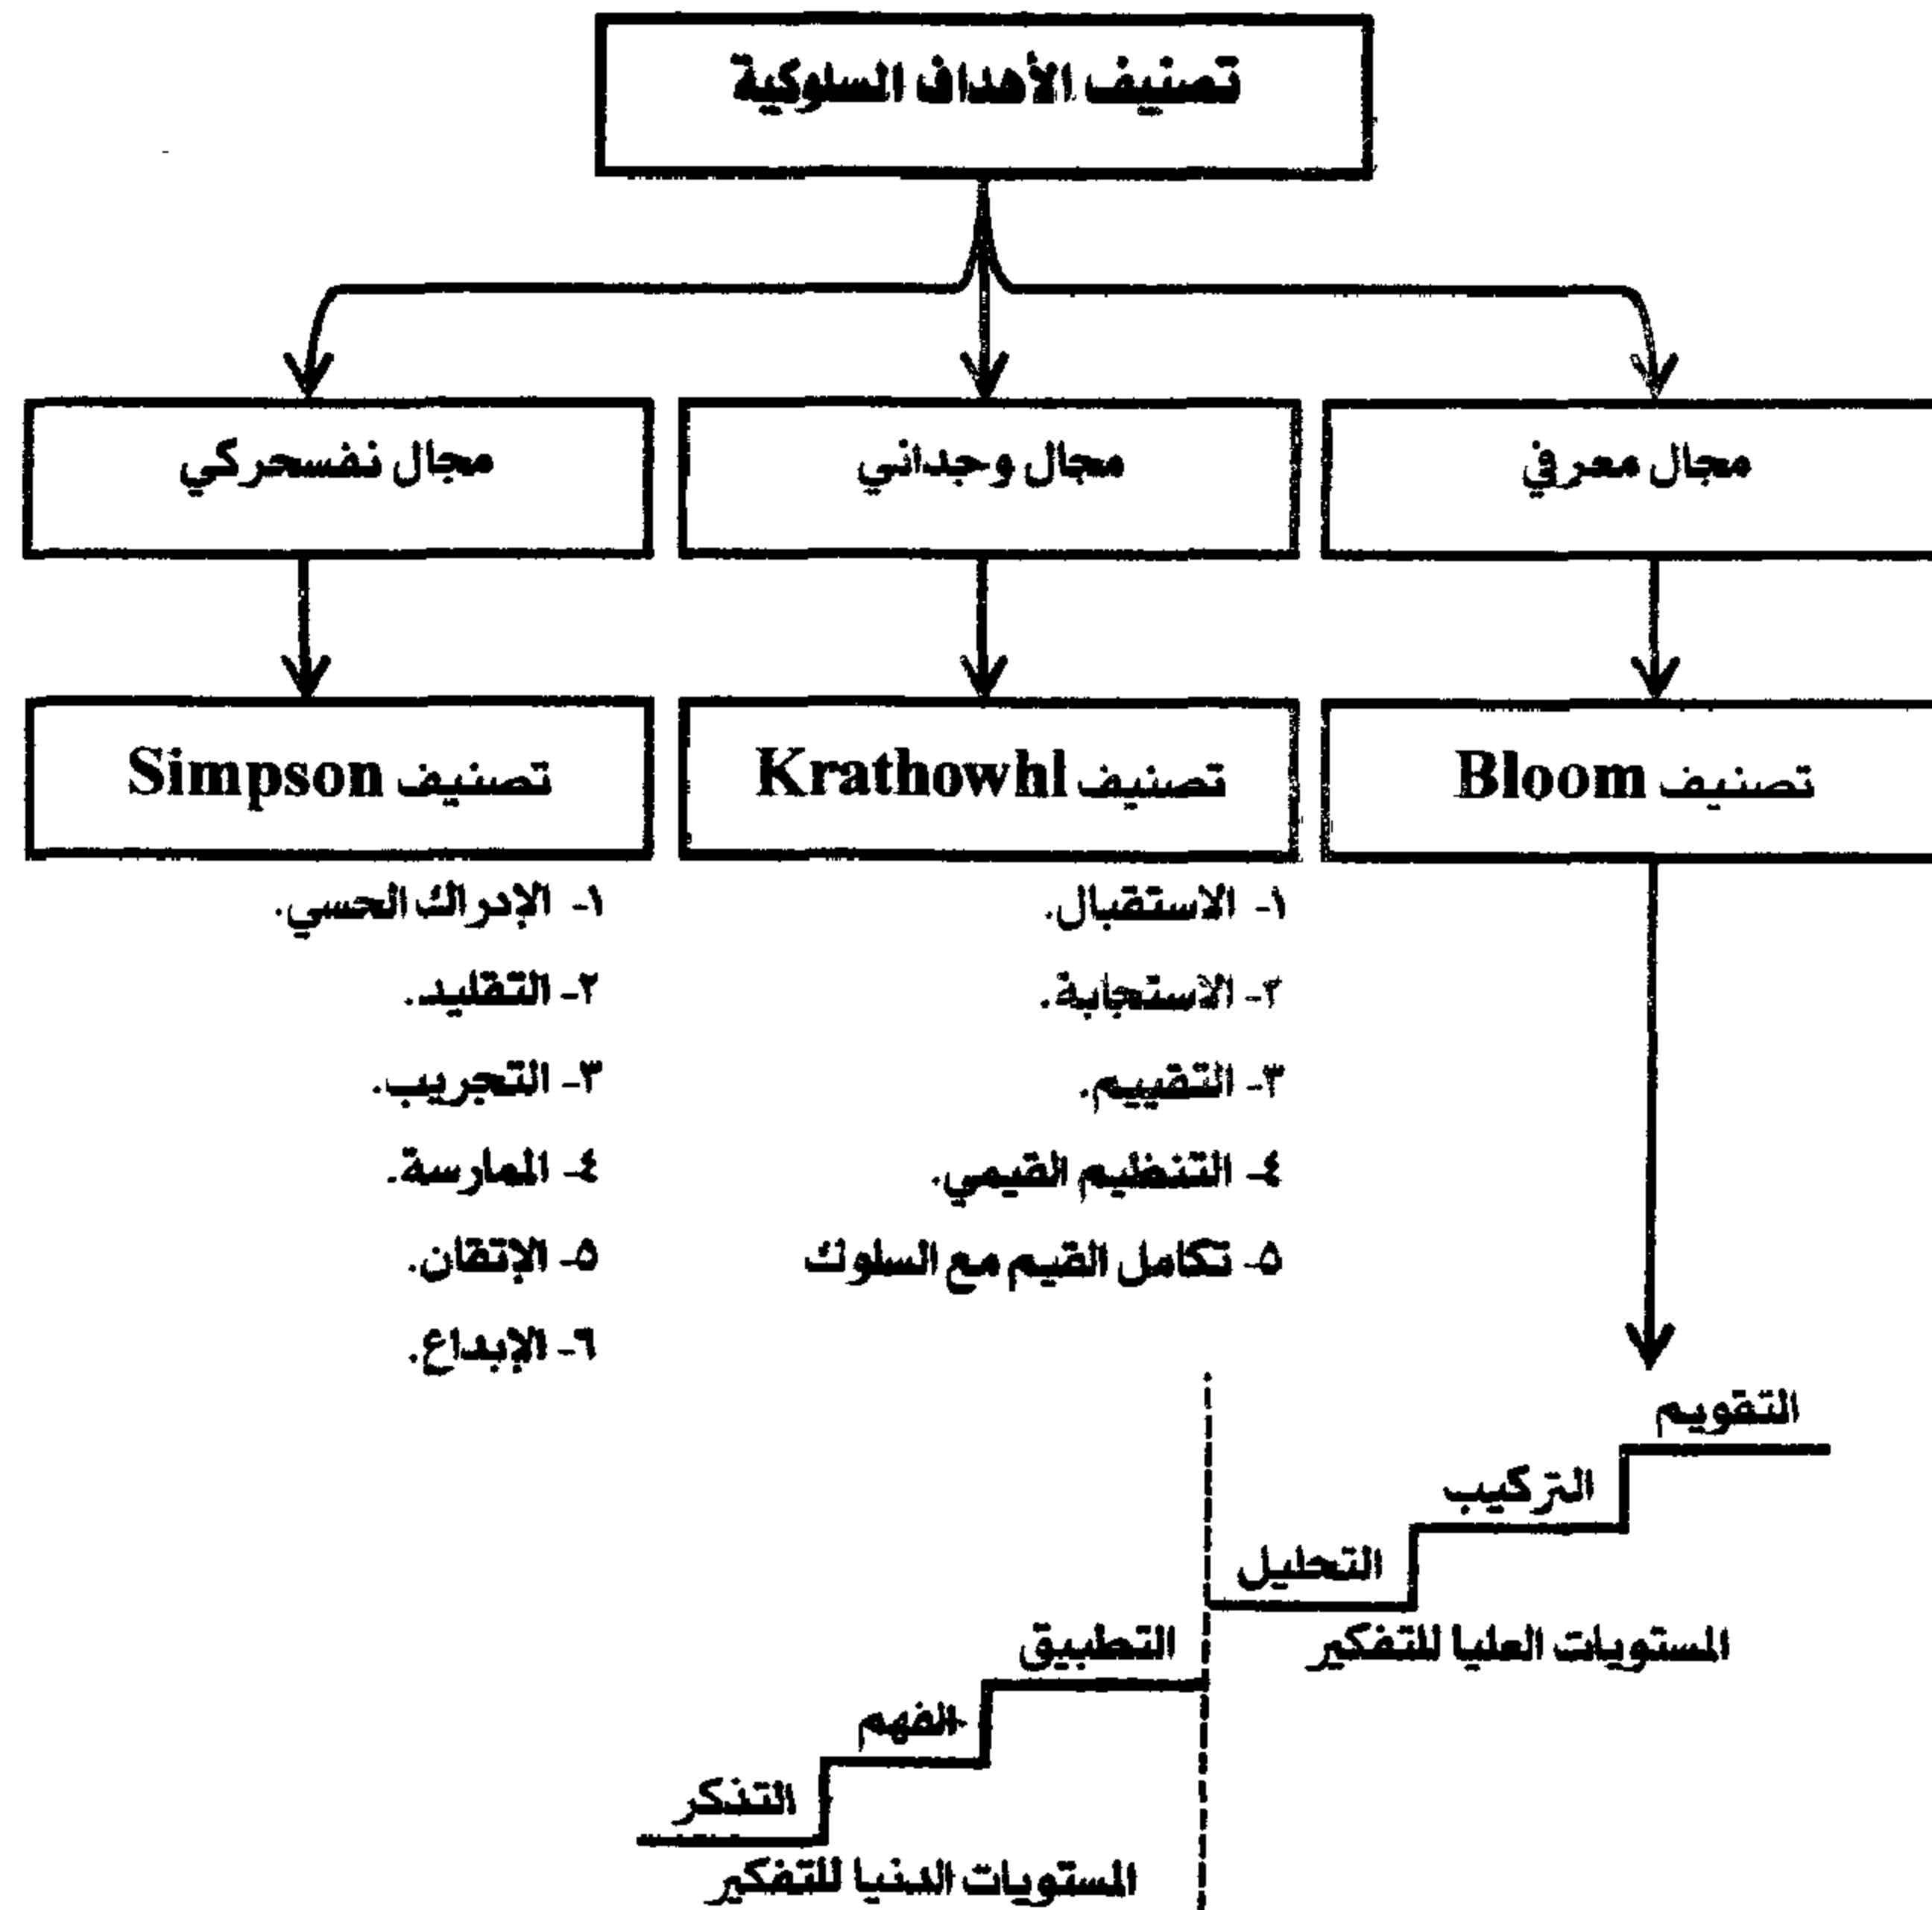 تصنيف الأهداف السلوكية
مجال معرفي
مجال وجداني
مجال نفسحركي
تصنيف Bloom
تصنيف Krathowhl
تصنيف Simpson
١- الاستقبال.
٢- الاستجابة.
٣- التقييم.
٤- التنظيم القيمي.
٥- تكامل القيم مع السلوك
١- الإدراك الحسي.
٢- التقليد.
٣- التجريب.
٤- الممارسة.
٥- الإتقان.
٦- الإبداع.
التقويم
التركيب
التحليل
المستويات العليا للتفكير
التطبيق
الفهم
التذكر
المستويات الدنيا للتفكير